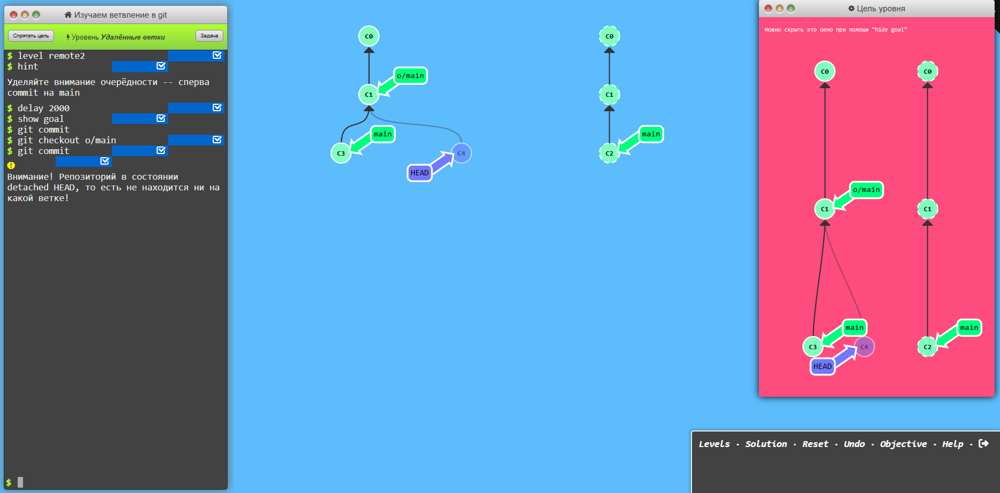 Изучаем ветвление в git
Спрятать цель
Уровень Удалённые ветки
Задача
$ level remote2
$ hint
Уделяйте внимание очерёдности -- сперва
commit на main
$ delay 2000
$ show goal
$ git commit
$ git checkout o/main
$ git commit
Внимание! Репозиторий в состоянии
detached HEAD, то есть не находится ни на
какой ветке!
$
C0
o/main
C1
main
C3
C4
HEAD
C0
C1
main
C2
Цель уровня
Можно скрыть это окно при помощи "hide goal"
C0
o/main
C1
main
C3
C4
HEAD
C0
C1
main
C2
Levels · Solution · Reset · Undo · Objective · Help ·